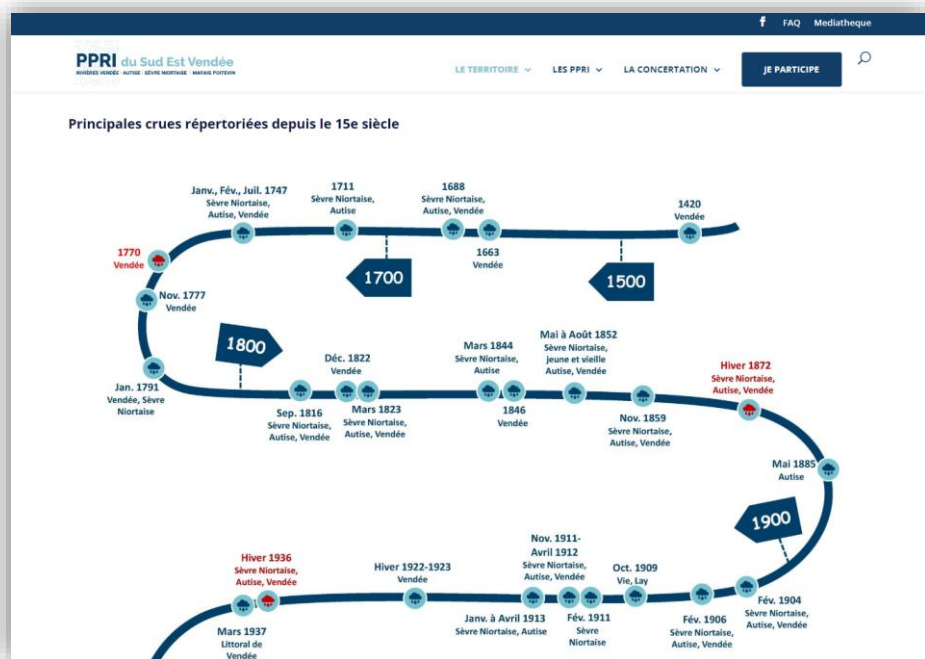 f FAQ Mediatheque
PPRI du Sud Est Vendée
RIVIÈRES VENDÉE - AUTISE - SÈVRE NIORTAISE - MARAIS POITEVIN
LE TERRITOIRE LES PPRI LA CONCERTATION JE PARTICIPE
Principales crues répertoriées depuis le 15e siècle
Janv., Fév., Juil. 1747
Sèvre Niortaise,
Autise, Vendée
1711
Sèvre Niortaise,
Autise
1688
Sèvre Niortaise,
Autise, Vendée
1663
Vendée
1420
Vendée
1700
1500
1770
Vendée
Nov. 1777
Vendée
Jan. 1791
Vendée, Sèvre
Niortaise
1800
Sep. 1816
Sèvre Niortaise,
Autise, Vendée
Déc. 1822
Vendée
Mars 1823
Sèvre Niortaise,
Autise, Vendée
Mars 1844
Sèvre Niortaise,
Autise
1846
Vendée
Mai à Août 1852
Sèvre Niortaise,
jeune et vieille
Autise, Vendée
Nov. 1859
Sèvre Niortaise,
Autise, Vendée
Hiver 1872
Sèvre Niortaise,
Autise, Vendée
Mai 1885
Autise
1900
Fév. 1904
Sèvre Niortaise,
Autise, Vendée
Fév. 1906
Sèvre Niortaise,
Autise, Vendée
Oct. 1909
Vie, Lay
Fév. 1911
Sèvre
Niortaise
Nov. 1911-
Avril 1912
Sèvre Niortaise,
Autise, Vendée
Janv. à Avril 1913
Sèvre Niortaise, Autise
Hiver 1922-1923
Vendée
Hiver 1936
Sèvre Niortaise,
Autise, Vendée
Mars 1937
Littoral de
Vendée